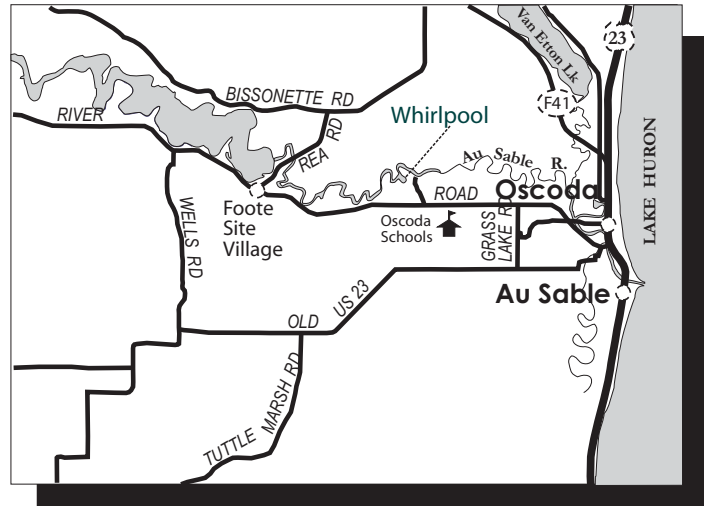 23
Van Etton Lk
F41
BISSONETTE RD
RIVER
Whirlpool
REA RD
Au Sable R.
LAKE HURON
ROAD
Oscoda
Foote
Site
Village
WELLS RD
Oscoda
Schools
GRASS
LAKE RD
Au Sable
OLD US 23
TUTTLE MARSH RD